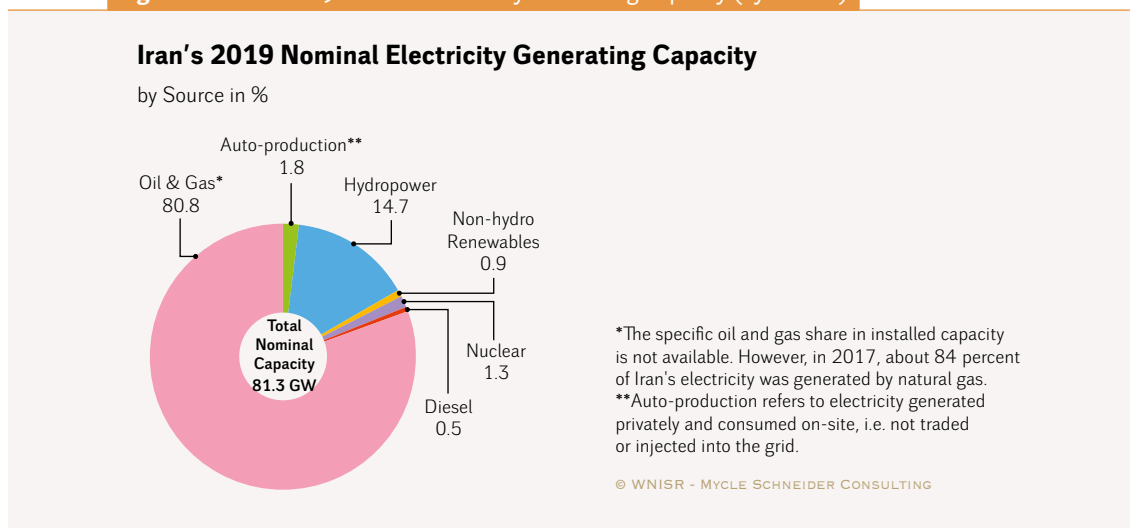 Iran's 2019 Nominal Electricity Generating Capacity
by Source in %
Auto-production**
1.8
Oil & Gas*
80.8
Hydropower
14.7
Non-hydro
Renewables
0.9
Nuclear
1.3
Diesel
0.5
Total
Nominal
Capacity
81.3 GW
*The specific oil and gas share in installed capacity
is not available. However, in 2017, about 84 percent
of Iran's electricity was generated by natural gas.
**Auto-production refers to electricity generated
privately and consumed on-site, i.e. not traded
or injected into the grid.
© WNISR - Mycle Schneider Consulting